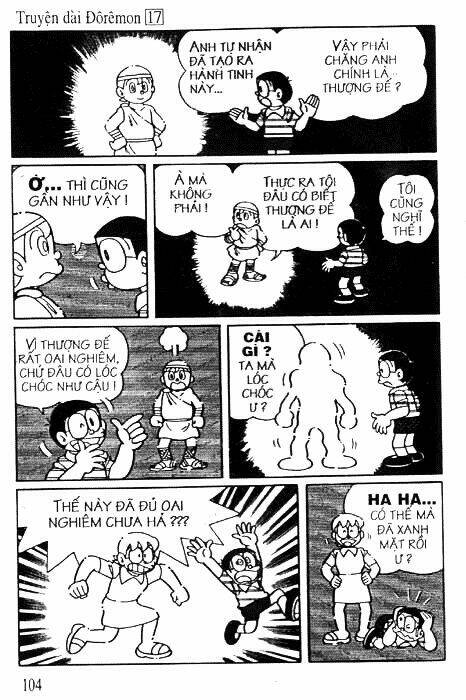 Truyện dài Đôrêmon 17
ANH TỰ NHẬN
ĐÃ TẠO RA
HÀNH TINH
NÀY...
VẬY PHẢI
CHĂNG ANH
CHÍNH LÀ
THƯỢNG ĐẾ ?
Ờ,... THÌ CŨNG
GẦN NHƯ VẬY !
À MÀ
KHÔNG
PHẢI !
THỰC RA TÔI
ĐÂU CÓ BIẾT
THƯỢNG ĐẾ
LÀ AI !
TÔI
CŨNG
NGHĨ
THẾ !
VÌ THƯỢNG ĐẾ
RẤT OAI NGHIÊM,
CHỨ ĐÂU CÓ LÓC
CHÓC NHƯ CẬU !
CÁI
GÌ ?
TA MÀ
LÓC
CHÓC
Ư ?
THẾ NÀY ĐÃ ĐỦ OAI
NGHIÊM CHƯA HẢ ???
HA HA...
CÓ THẾ MÀ
ĐÃ XANH
MẶT RỒI
Ư ?
104